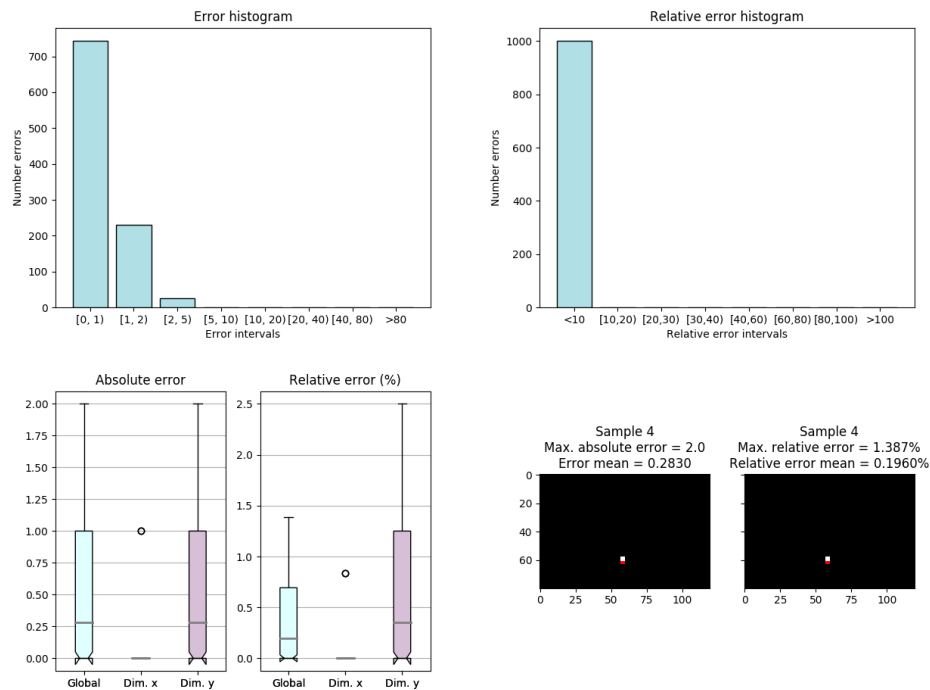 Error histogram
Number errors
700
600
500
400
300
200
100
0
[0, 1) [1, 2) [2, 5) [5, 10) [10, 20) [20, 40) [40, 80) >80
Error intervals
Relative error histogram
Number errors
1000
800
600
400
200
0
<10 [10,20) [20,30) [30,40) [40,60) [60,80) [80,100) >100
Relative error intervals
Absolute error
2.00
1.75
1.50
1.25
1.00
0.75
0.50
0.25
0.00
Global Dim. x Dim. y
Relative error (%)
2.5
2.0
1.5
1.0
0.5
0.0
Global Dim. x Dim. y
Sample 4
Max. absolute error = 2.0
Error mean = 0.2830
0
20
40
60
0 50 100
Sample 4
Max. relative error = 1.387%
Relative error mean = 0.1960%
0 50 100